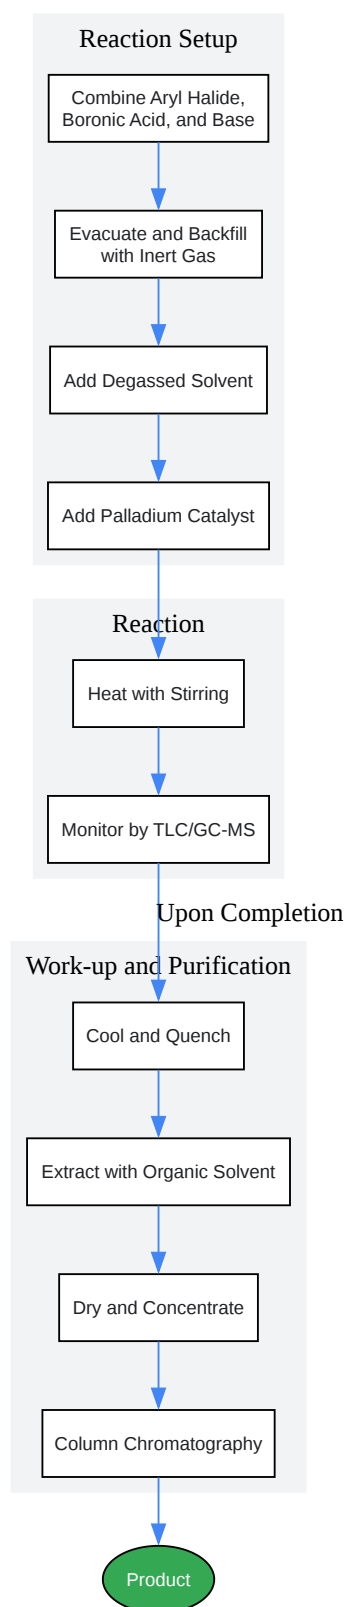 Reaction Setup
Combine Aryl Halide,
Boronic Acid, and Base
Evacuate and Backfill
with Inert Gas
Add Degassed Solvent
Add Palladium Catalyst
Reaction
Heat with Stirring
Monitor by TLC/GC-MS
Upon Completion
Work-up and Purification
Cool and Quench
Extract with Organic Solvent
Dry and Concentrate
Column Chromatography
Product